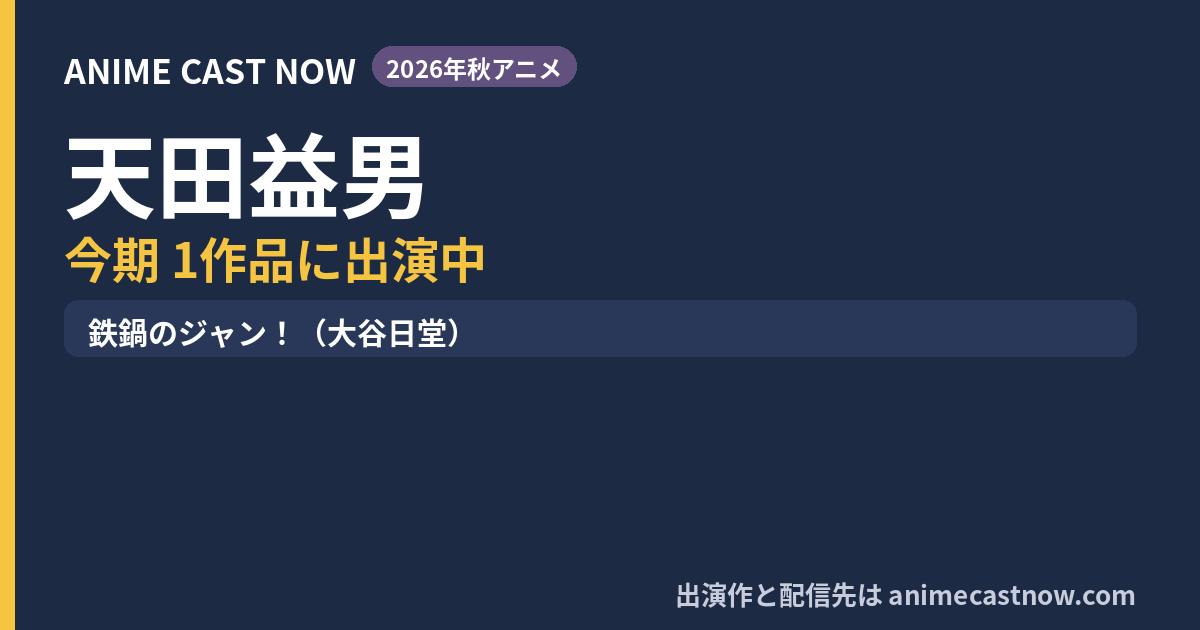 ANIME CAST NOW 2026年秋アニメ
天田益男
今期 1作品に出演中
鉄鍋のジャン！（大谷日堂）
出演作と配信先は animecastnow.com